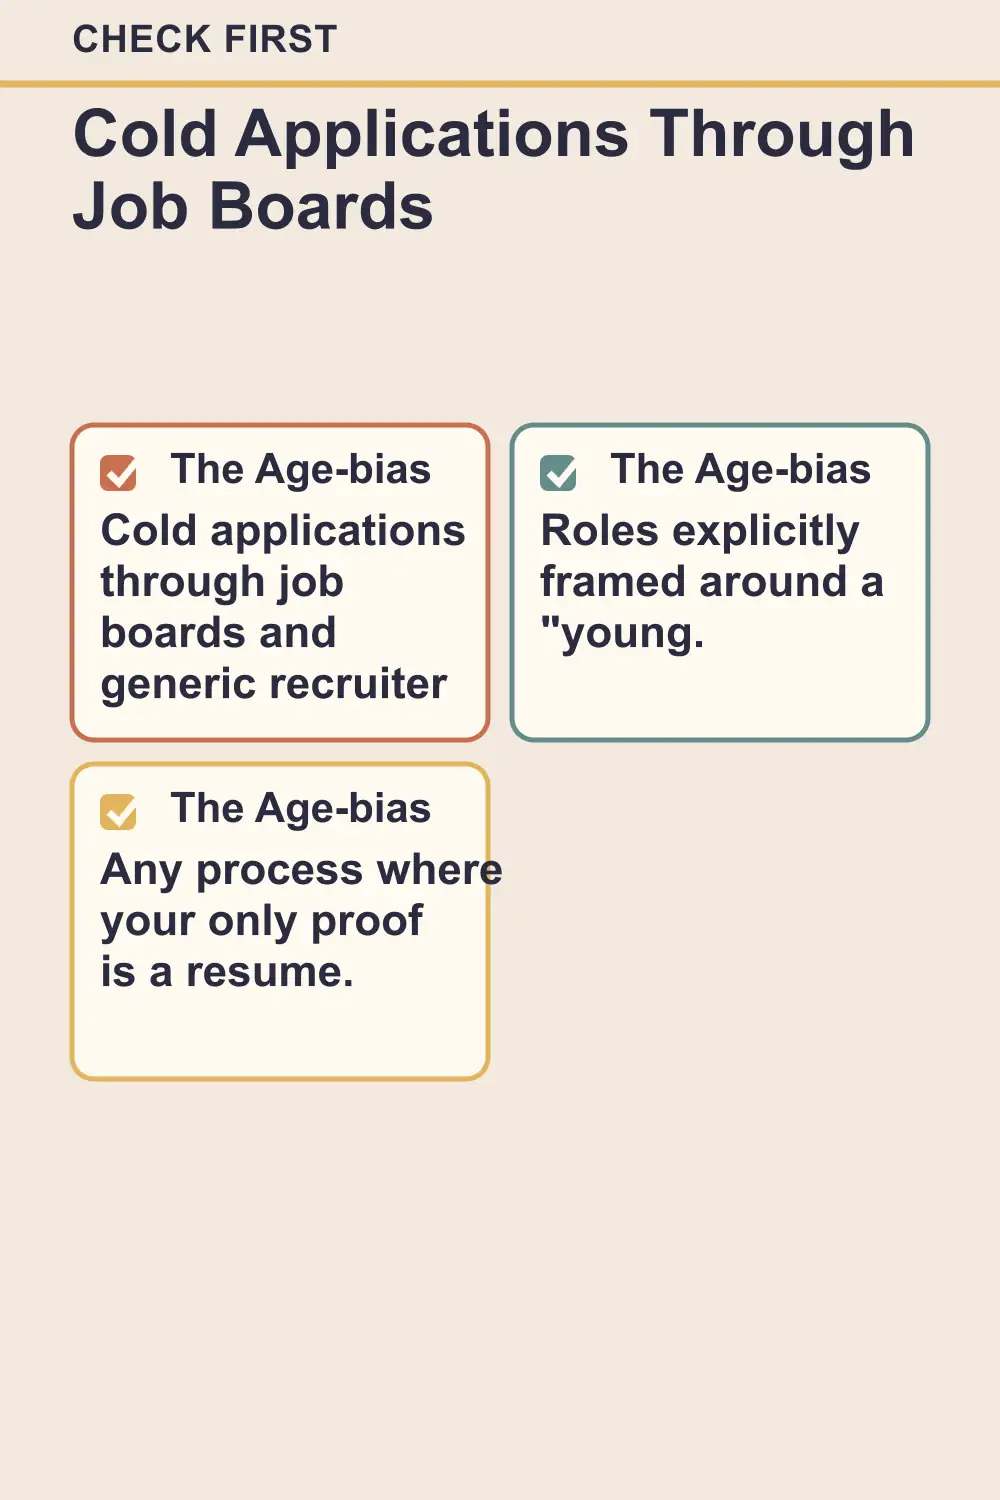 CHECK FIRST
Cold Applications Through
Job Boards
The Age-bias
Cold applications
through job
boards and
generic recruiter
The Age-bias
Roles explicitly
framed around a
"young.
The Age-bias
Any process where
your only proof
is a resume.